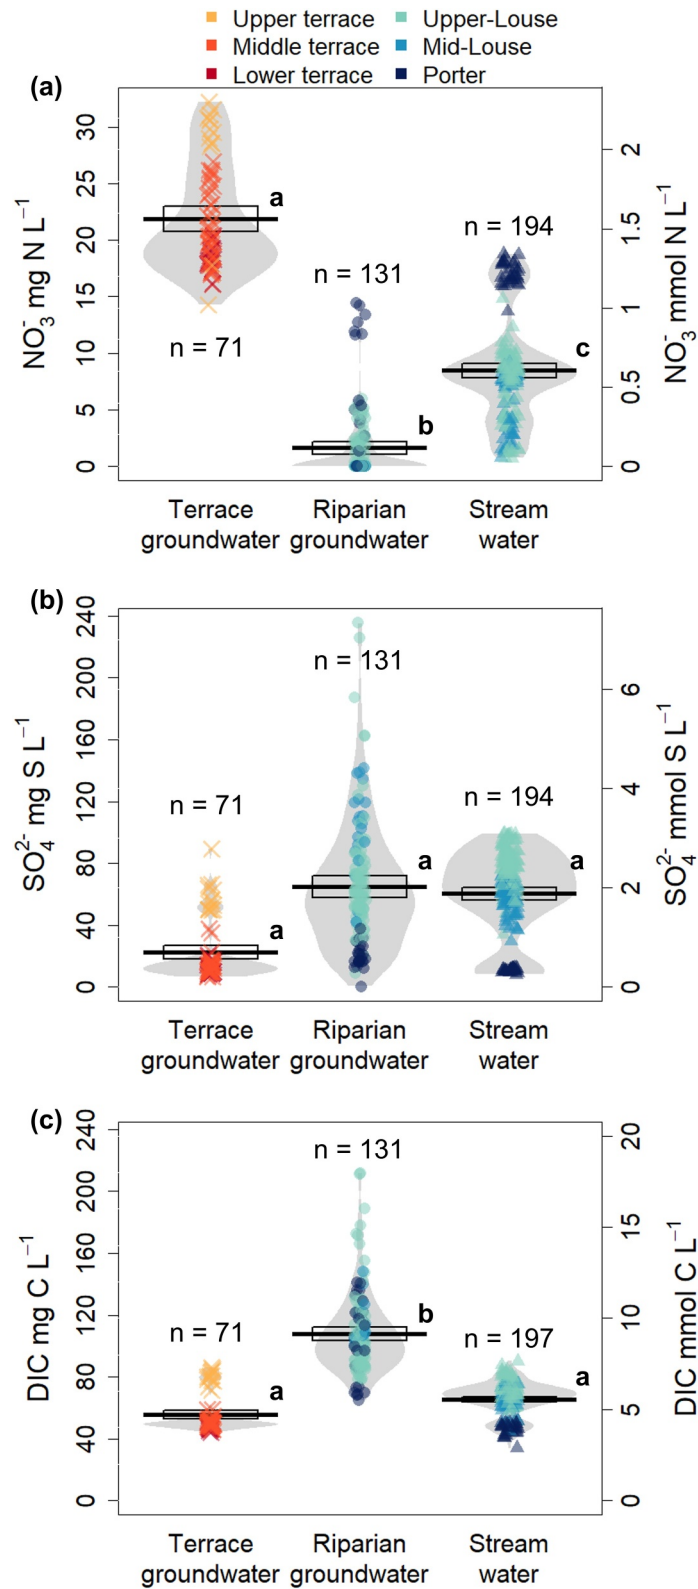 Upper terrace Upper-Louse
Middle terrace Mid-Louse
Lower terrace Porter
(a)
30
25
20
15
10
5
0
NO3- mg N L−1
a
n = 71
n = 131
b
n = 194
c
2
1.5
1
0.5
0
NO3- mmol N L−1
Terrace groundwater
Riparian groundwater
Stream water
(b)
240
200
160
120
80
40
0
SO42- mg S L−1
n = 71
a
n = 131
a
n = 194
a
6
4
2
0
SO42- mmol S L−1
Terrace groundwater
Riparian groundwater
Stream water
(c)
240
200
160
120
80
40
0
DIC mg C L−1
n = 71
a
n = 131
b
n = 197
a
20
15
10
5
0
DIC mmol C L−1
Terrace groundwater
Riparian groundwater
Stream water